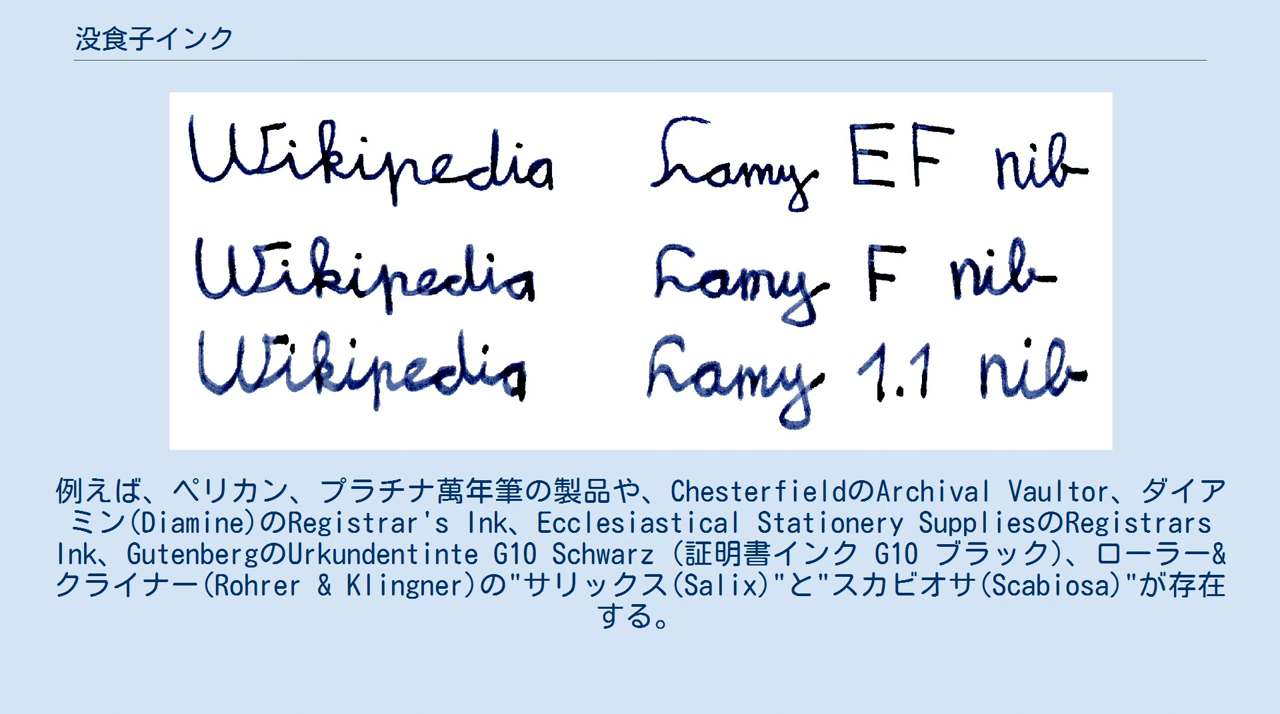 没食子インク
Wikipedia Lamy EF nib
Wikipedia Lamy F nib
Wikipedia Lamy 1.1 nib
例えば、ペリカン、プラチナ萬年筆の製品や、ChesterfieldのArchival Vaultor、ダイア
ミン(Diamine)のRegistrar's Ink、Ecclesiastical Stationery SuppliesのRegistrars
Ink、GutenbergのUrkundentinte G10 Schwarz (証明書インク G10 ブラック)、ローラー&
クライナー(Rohrer & Klingner)の"サリックス(Salix)"と"スカビオサ(Scabiosa)"が存在
する。